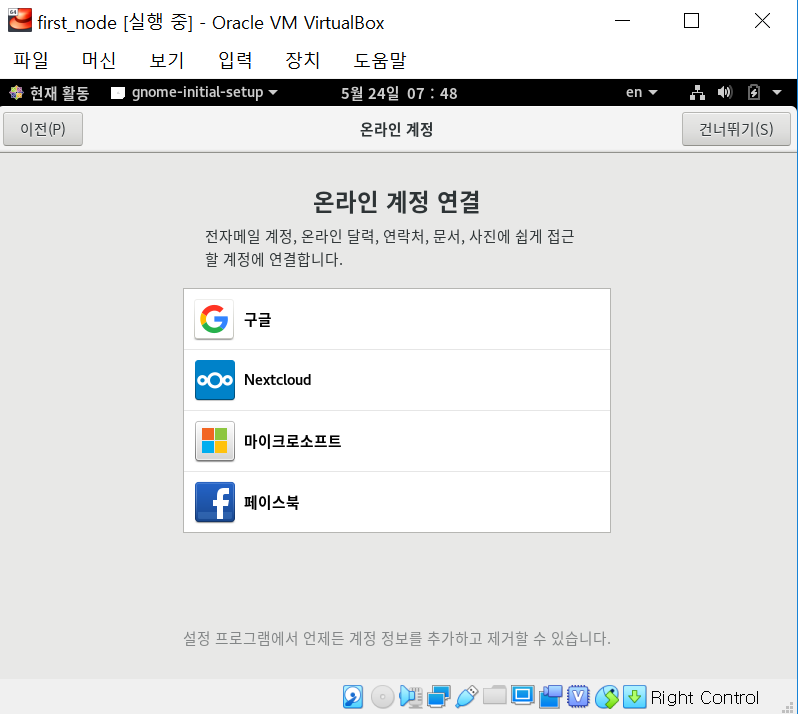 first_node [실행 중] - Oracle VM VirtualBox
파일 머신 보기 입력 장치 도움말
현재 활동 gnome-initial-setup 5월 24일 07 : 48 en
이전(P) 온라인 계정 건너뛰기(S)
온라인 계정 연결
전자메일 계정, 온라인 달력, 연락처, 문서, 사진에 쉽게 접근
할 계정에 연결합니다.
구글
Nextcloud
마이크로소프트
페이스북
설정 프로그램에서 언제든 계정 정보를 추가하고 제거할 수 있습니다.
Right Control